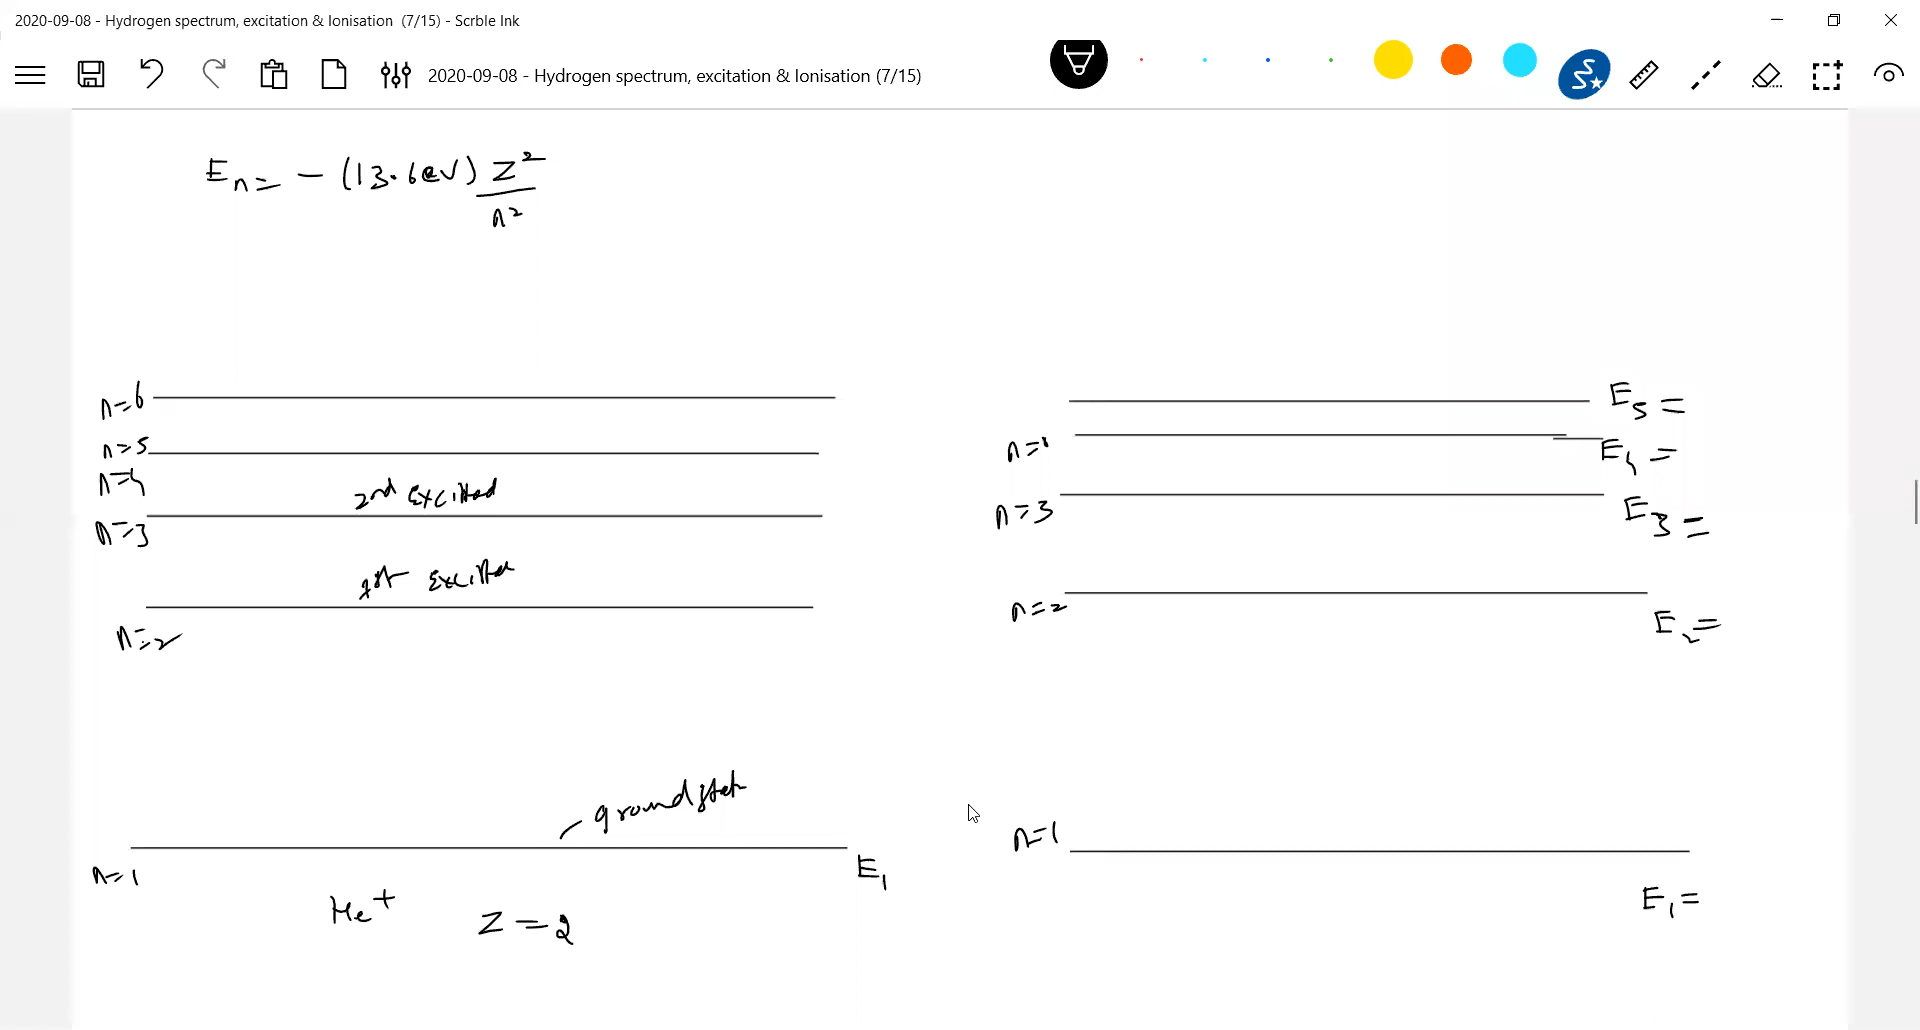 2020-09-08 - Hydrogen spectrum, excitation & Ionisation (7/15) - Scrble Ink
2020-09-08 - Hydrogen spectrum, excitation & Ionisation (7/15)
En = - (13.6eV) Z²/n²
n=6
n=5
n=4
2nd excited
n=3
1st excited
n=2
ground state
n=1
E₁
He⁺ Z=2
E₅ =
E₄ =
n=3
E₃ =
n=2
E₂ =
n=1
E₁ =